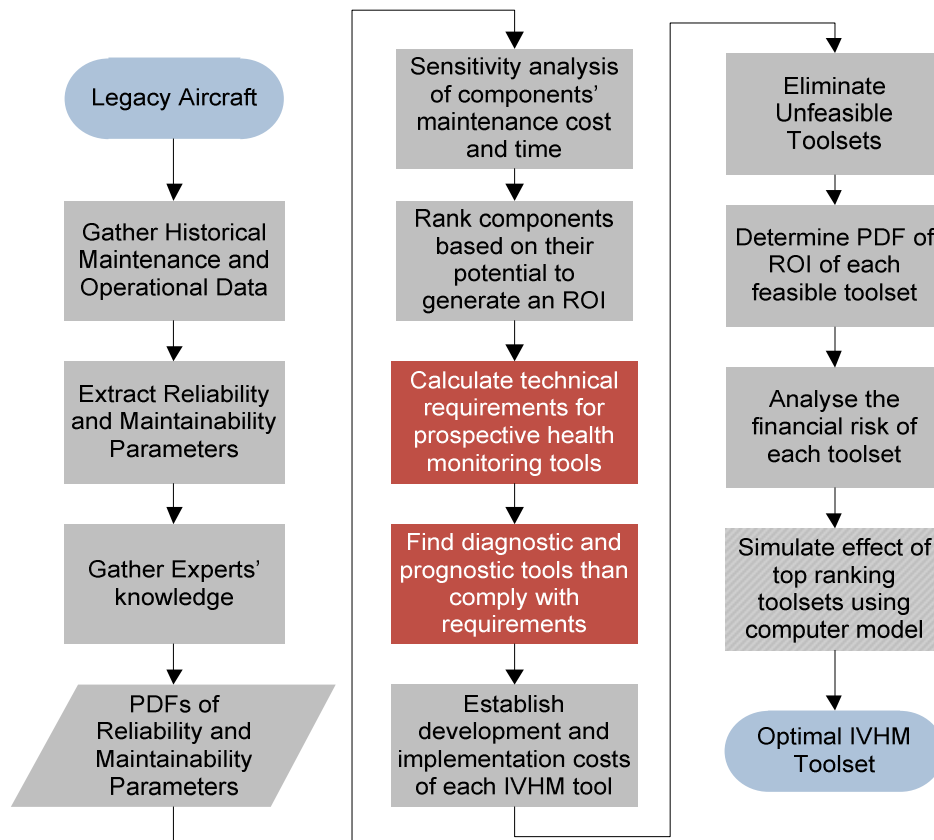 Legacy Aircraft
Gather Historical
Maintenance and
Operational Data
Extract Reliability
and Maintainability
Parameters
Gather Experts’
knowledge
PDFs of
Reliability and
Maintainability
Parameters
Sensitivity analysis
of components’
maintenance cost
and time
Rank components
based on their
potential to
generate an ROI
Calculate technical
requirements for
prospective health
monitoring tools
Find diagnostic and
prognostic tools than
comply with
requirements
Establish
development and
implementation costs
of each IVHM tool
Eliminate
Unfeasible
Toolsets
Determine PDF of
ROI of each
feasible toolset
Analyse the
financial risk of
each toolset
Simulate effect of
top ranking
toolsets using
computer model
Optimal IVHM
Toolset